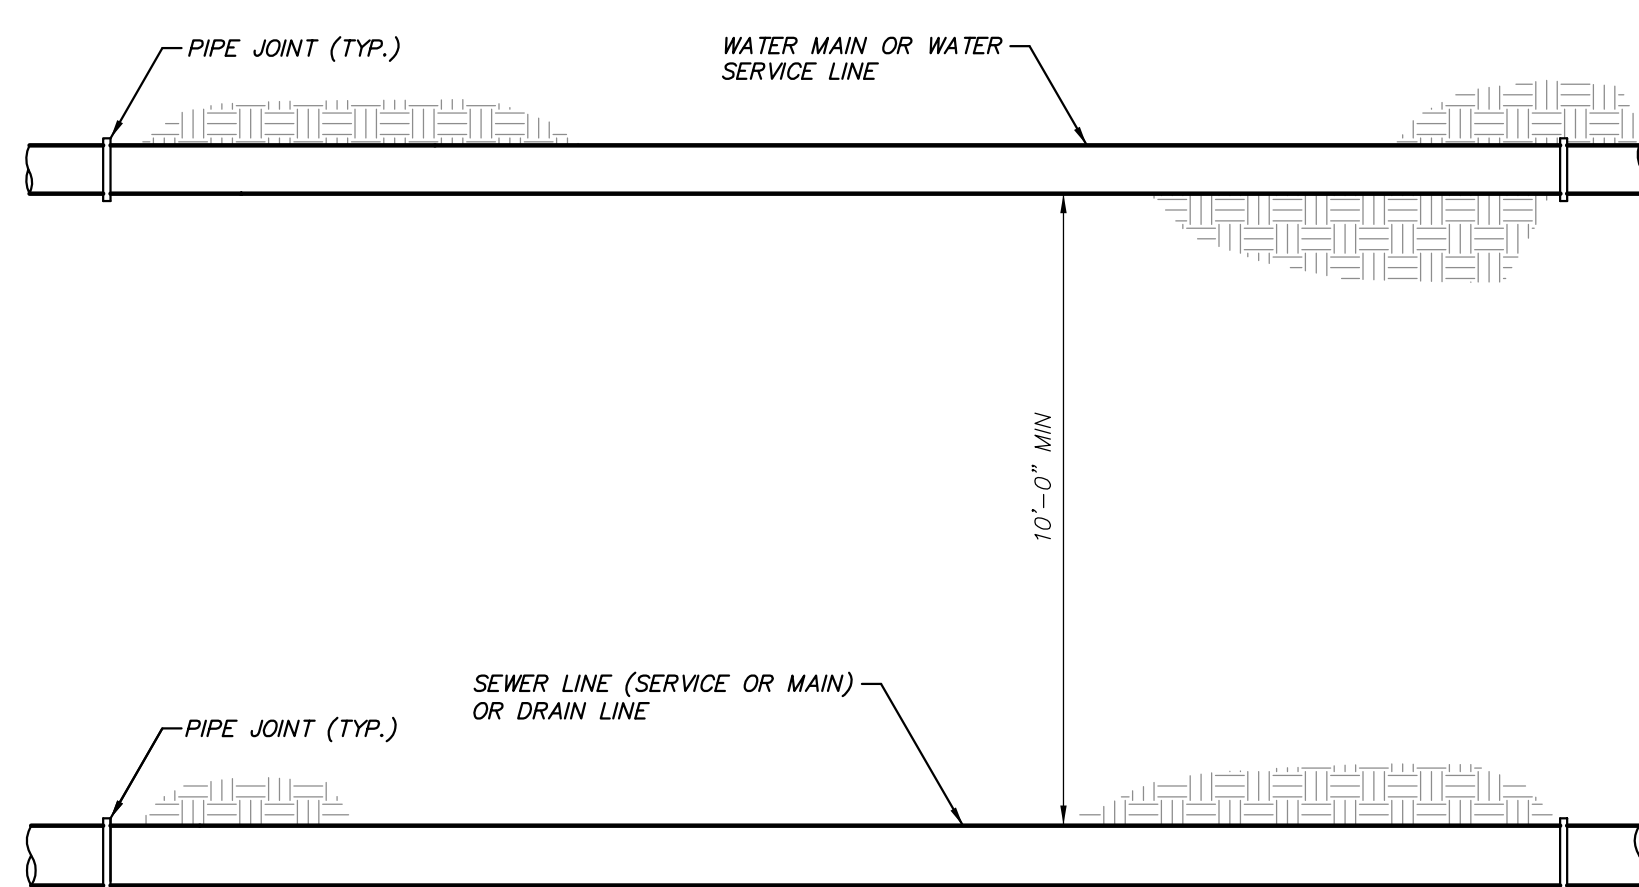 PIPE JOINT (TYP.)
WATER MAIN OR WATER
SERVICE LINE
10'-0" MIN
SEWER LINE (SERVICE OR MAIN)
OR DRAIN LINE
PIPE JOINT (TYP.)